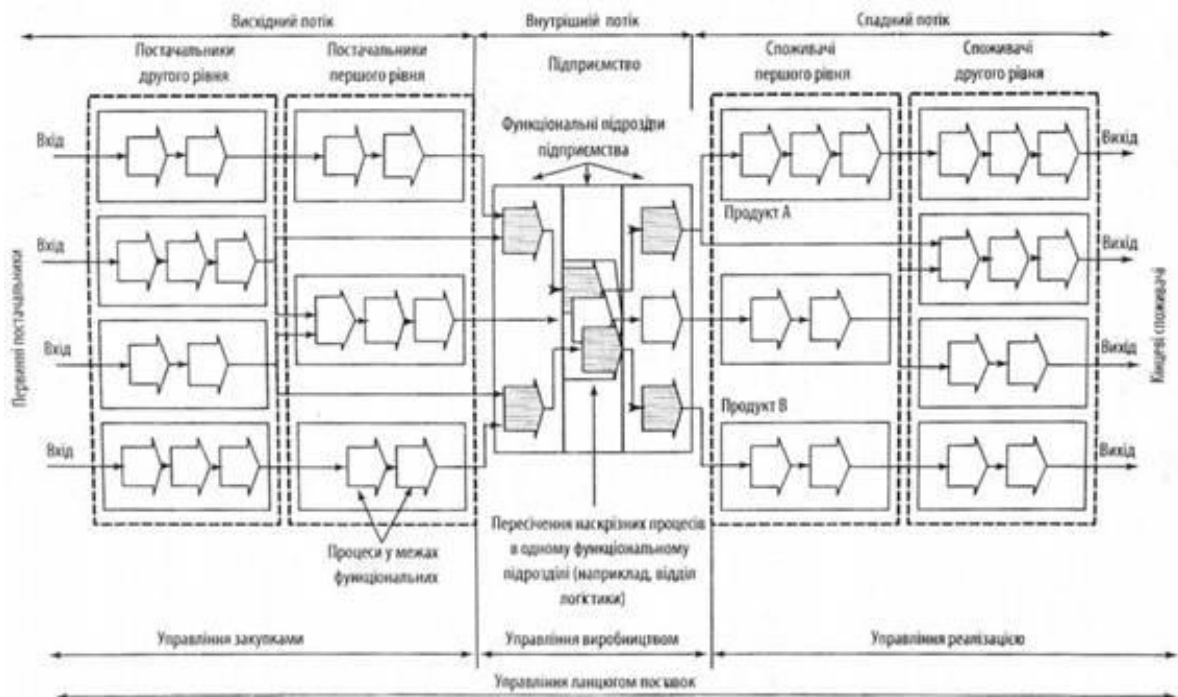 Висхідний потік
Внутрішній потік
Спадний потік
Постачальники
другого рівня
Постачальники
першого рівня
Підприємство
Споживачі
першого рівня
Споживачі
другого рівня
Функціональні підрозділи
підприємства
Первинні постачальники
Вхід
Вхід
Вхід
Вхід
Продукт А
Продукт В
Вихід
Вихід
Вихід
Вихід
Кінцеві споживачі
Процеси у межах
функціональних
Пересічення наскрізних процесів
в одному функціональному
підрозділі (наприклад, відділ
логістики)
Управління закупками
Управління виробництвом
Управління реалізацією
Управління ланцюгом поставок